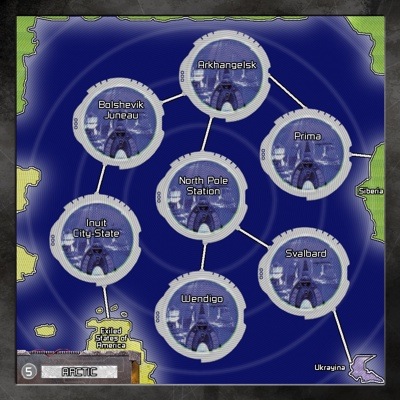 Arkhangelsk
Bolshevik
Juneau
Prima
North Pole
Station
Siberia
Inuit
City-State
Svalbard
Wendigo
Exiled
States of
America
Ukrayina
5 ARCTIC